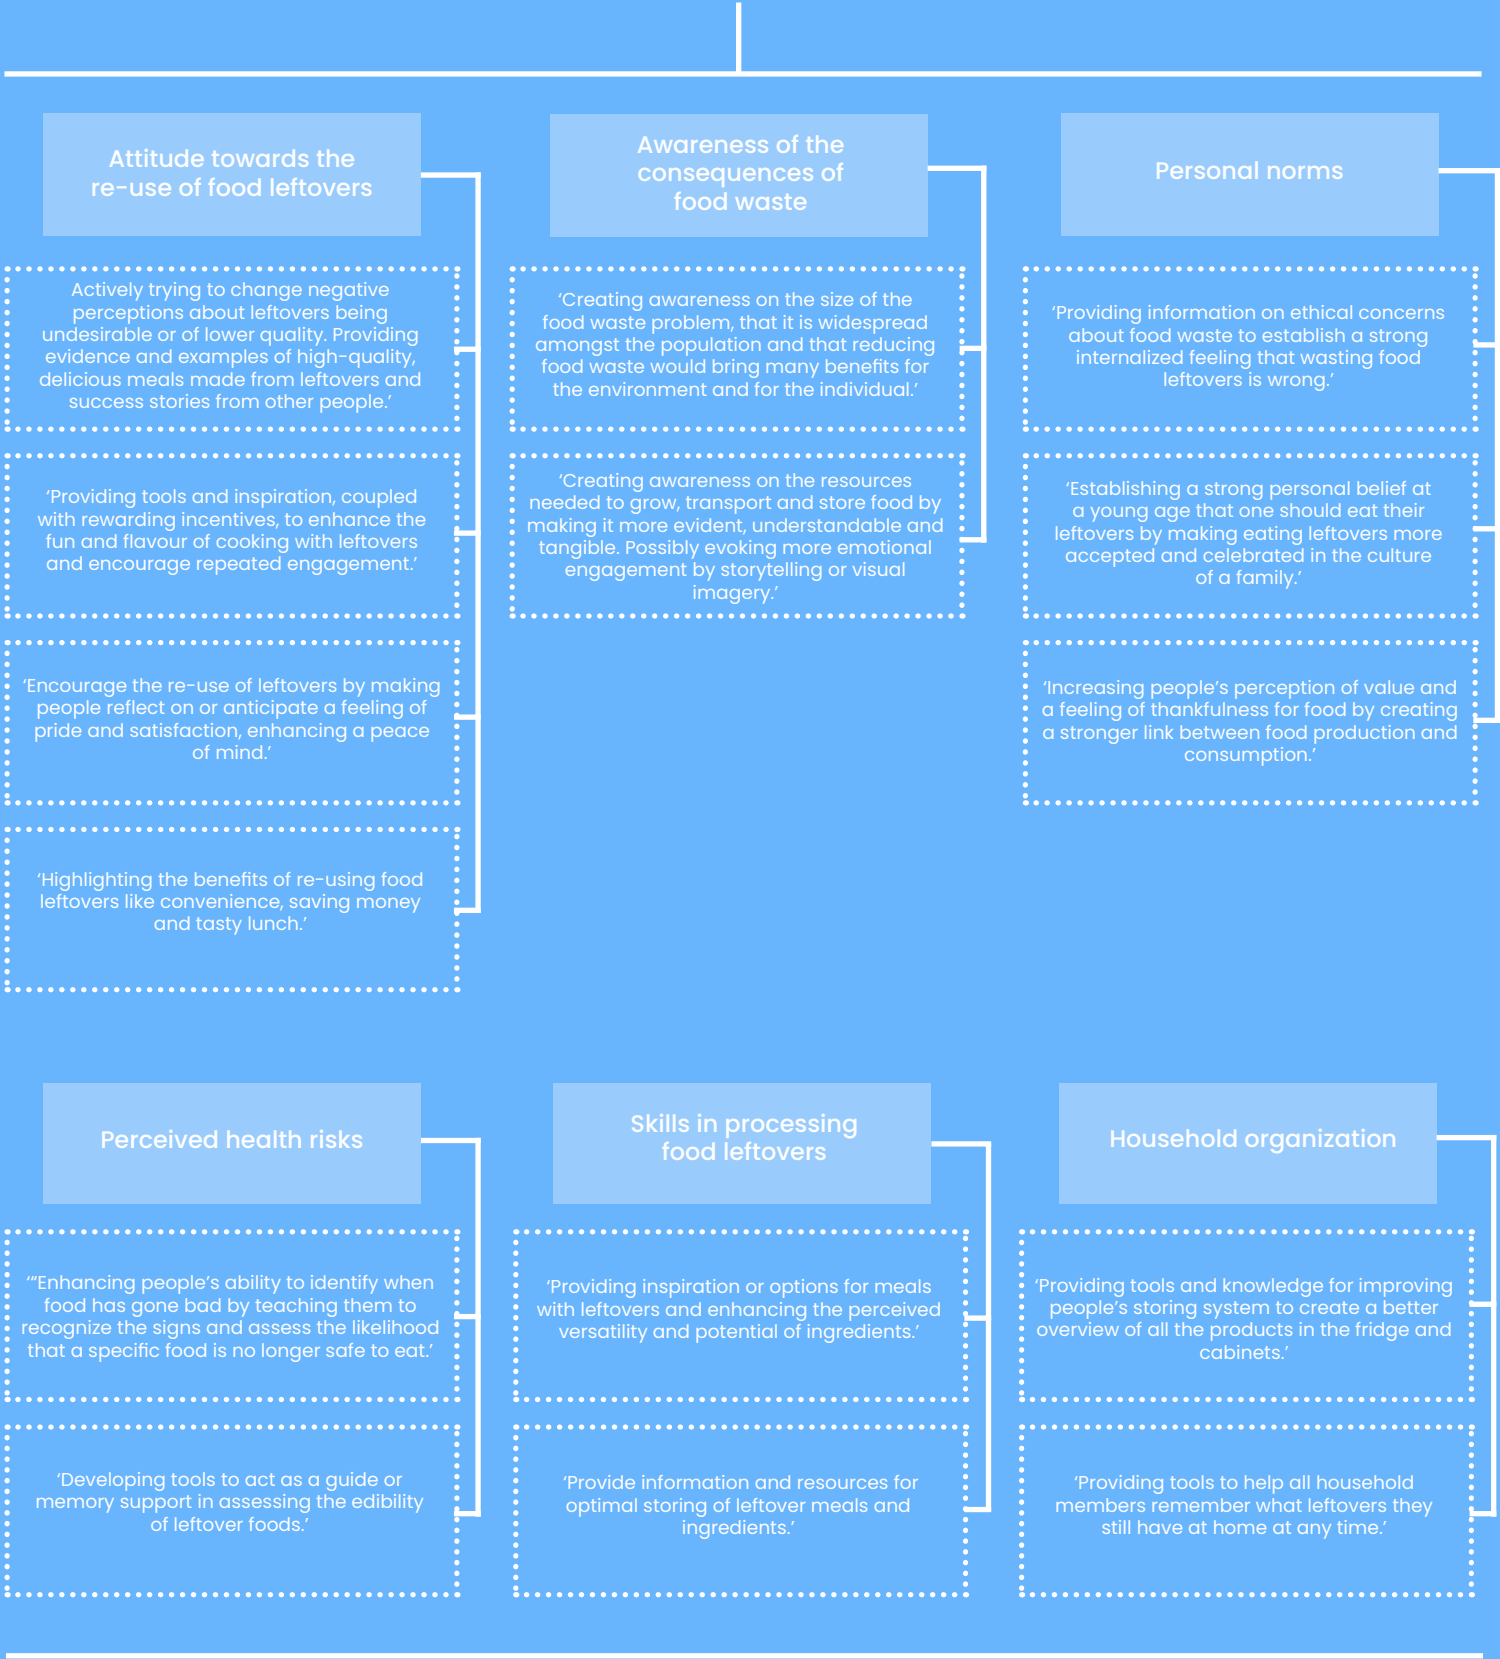 Attitude towards the
re-use of food leftovers
Actively trying to change negative
perceptions about leftovers being
undesirable or of lower quality. Providing
evidence and examples of high-quality,
delicious meals made from leftovers and
success stories from other people.’
‘Providing tools and inspiration, coupled
with rewarding incentives, to enhance the
fun and flavour of cooking with leftovers
and encourage repeated engagement.’
‘Encourage the re-use of leftovers by making
people reflect on or anticipate a feeling of
pride and satisfaction, enhancing a peace
of mind.’
‘Highlighting the benefits of re-using food
leftovers like convenience, saving money
and tasty lunch.’
Awareness of the
consequences of
food waste
‘Creating awareness on the size of the
food waste problem, that it is widespread
amongst the population and that reducing
food waste would bring many benefits for
the environment and for the individual.’
‘Creating awareness on the resources
needed to grow, transport and store food by
making it more evident, understandable and
tangible. Possibly evoking more emotional
engagement by storytelling or visual
imagery.’
Personal norms
‘Providing information on ethical concerns
about food waste to establish a strong
internalized feeling that wasting food
leftovers is wrong.’
‘Establishing a strong personal belief at
a young age that one should eat their
leftovers by making eating leftovers more
accepted and celebrated in the culture
of a family.’
‘Increasing people’s perception of value and
a feeling of thankfulness for food by creating
a stronger link between food production and
consumption.’
Perceived health risks
‘“Enhancing people’s ability to identify when
food has gone bad by teaching them to
recognize the signs and assess the likelihood
that a specific food is no longer safe to eat.’
‘Developing tools to act as a guide or
memory support in assessing the edibility
of leftover foods.’
Skills in processing
food leftovers
‘Providing inspiration or options for meals
with leftovers and enhancing the perceived
versatility and potential of ingredients.’
‘Provide information and resources for
optimal storing of leftover meals and
ingredients.’
Household organization
‘Providing tools and knowledge for improving
people’s storing system to create a better
overview of all the products in the fridge and
cabinets.’
‘Providing tools to help all household
members remember what leftovers they
still have at home at any time.’